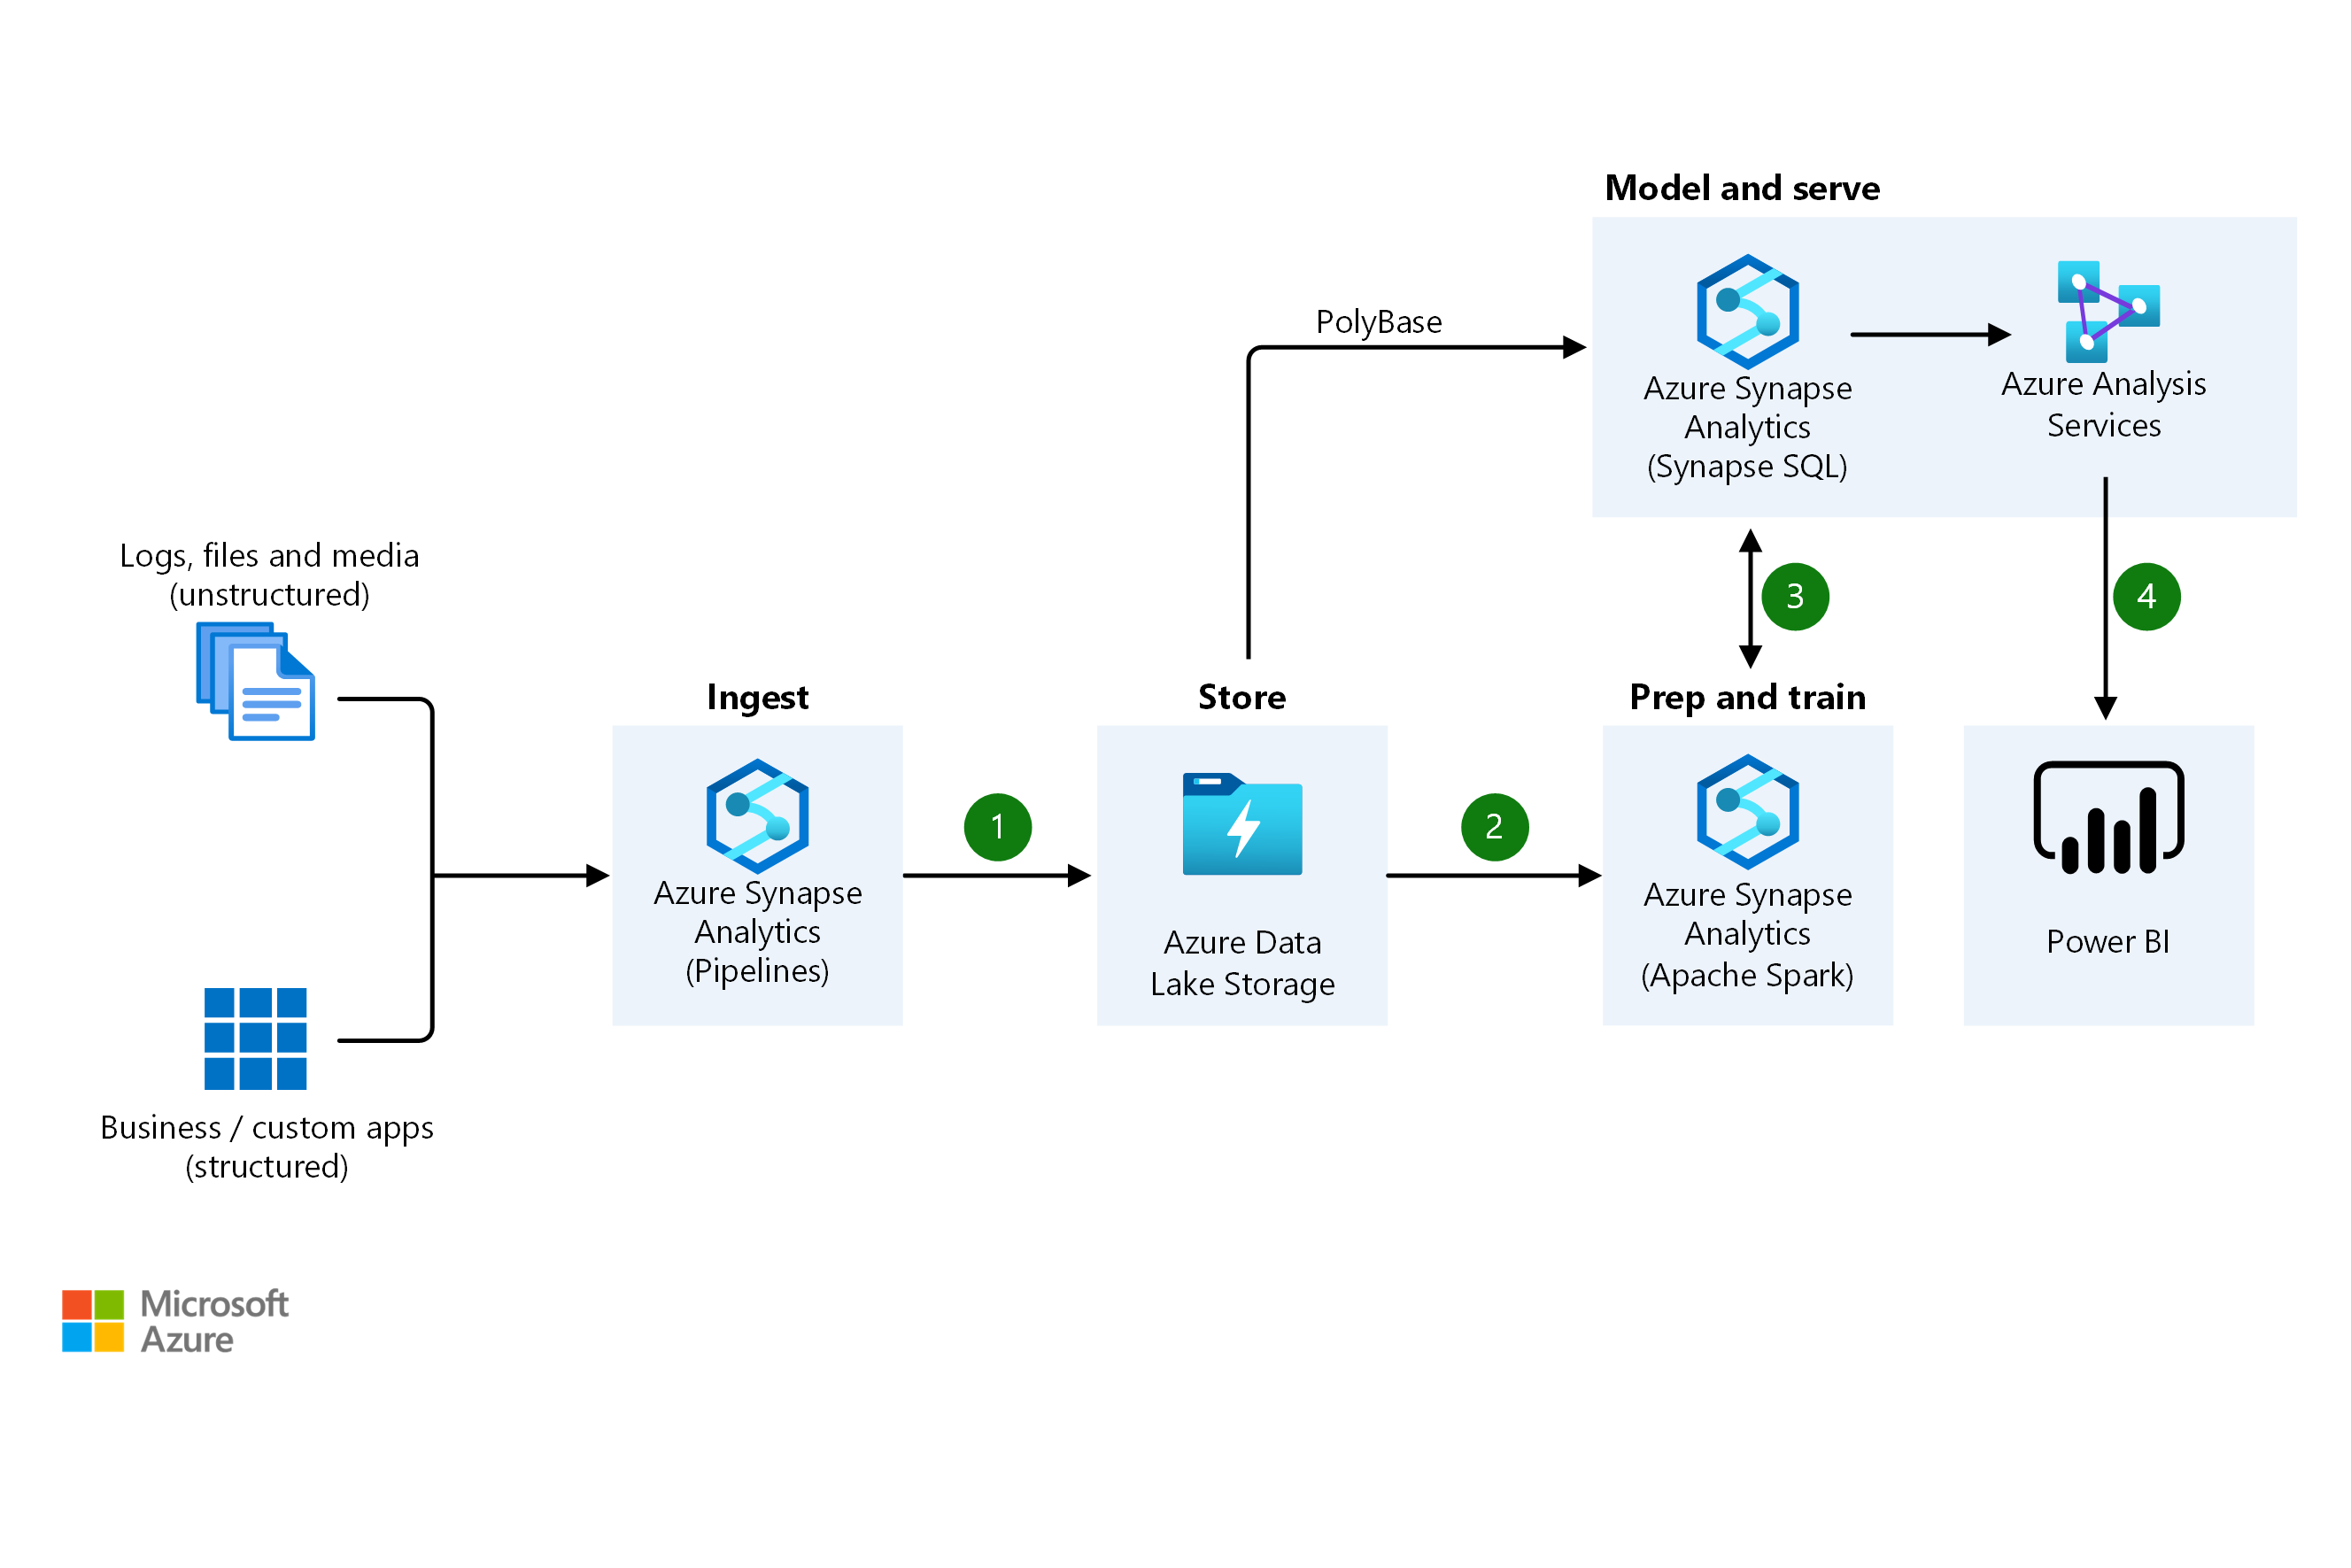 Model and serve
PolyBase
Azure Synapse
Analytics
(Synapse SQL)
Azure Analysis
Services
Logs, files and media
(unstructured)
3
4
Ingest
Store
Prep and train
1
2
Azure Synapse
Analytics
(Pipelines)
Azure Data
Lake Storage
Azure Synapse
Analytics
(Apache Spark)
Power BI
Business / custom apps
(structured)
Microsoft
Azure